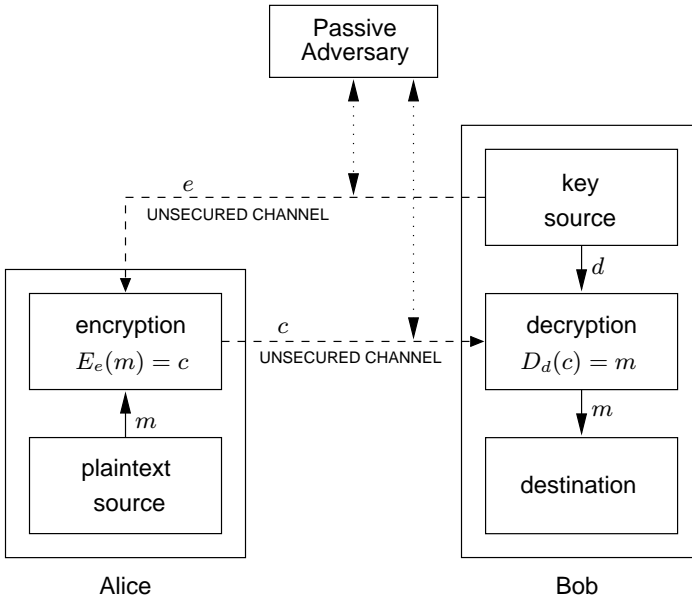 Passive
Adversary
e
UNSECURED CHANNEL
key
source
d
encryption
E_e(m) = c
c
UNSECURED CHANNEL
decryption
D_d(c) = m
m
m
plaintext
source
destination
Alice
Bob